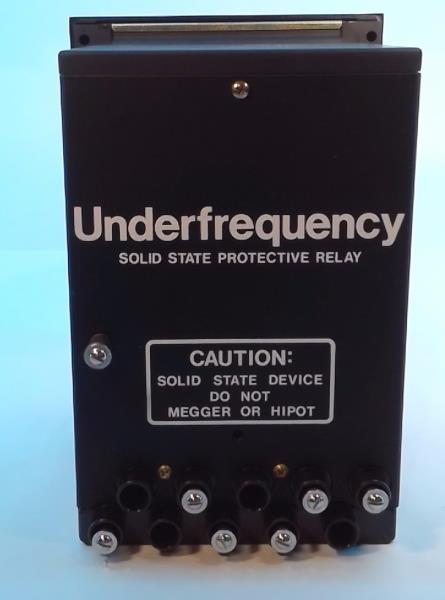 Underfrequency
SOLID STATE PROTECTIVE RELAY
CAUTION:
SOLID STATE DEVICE
DO NOT
MEGGER OR HIPOT